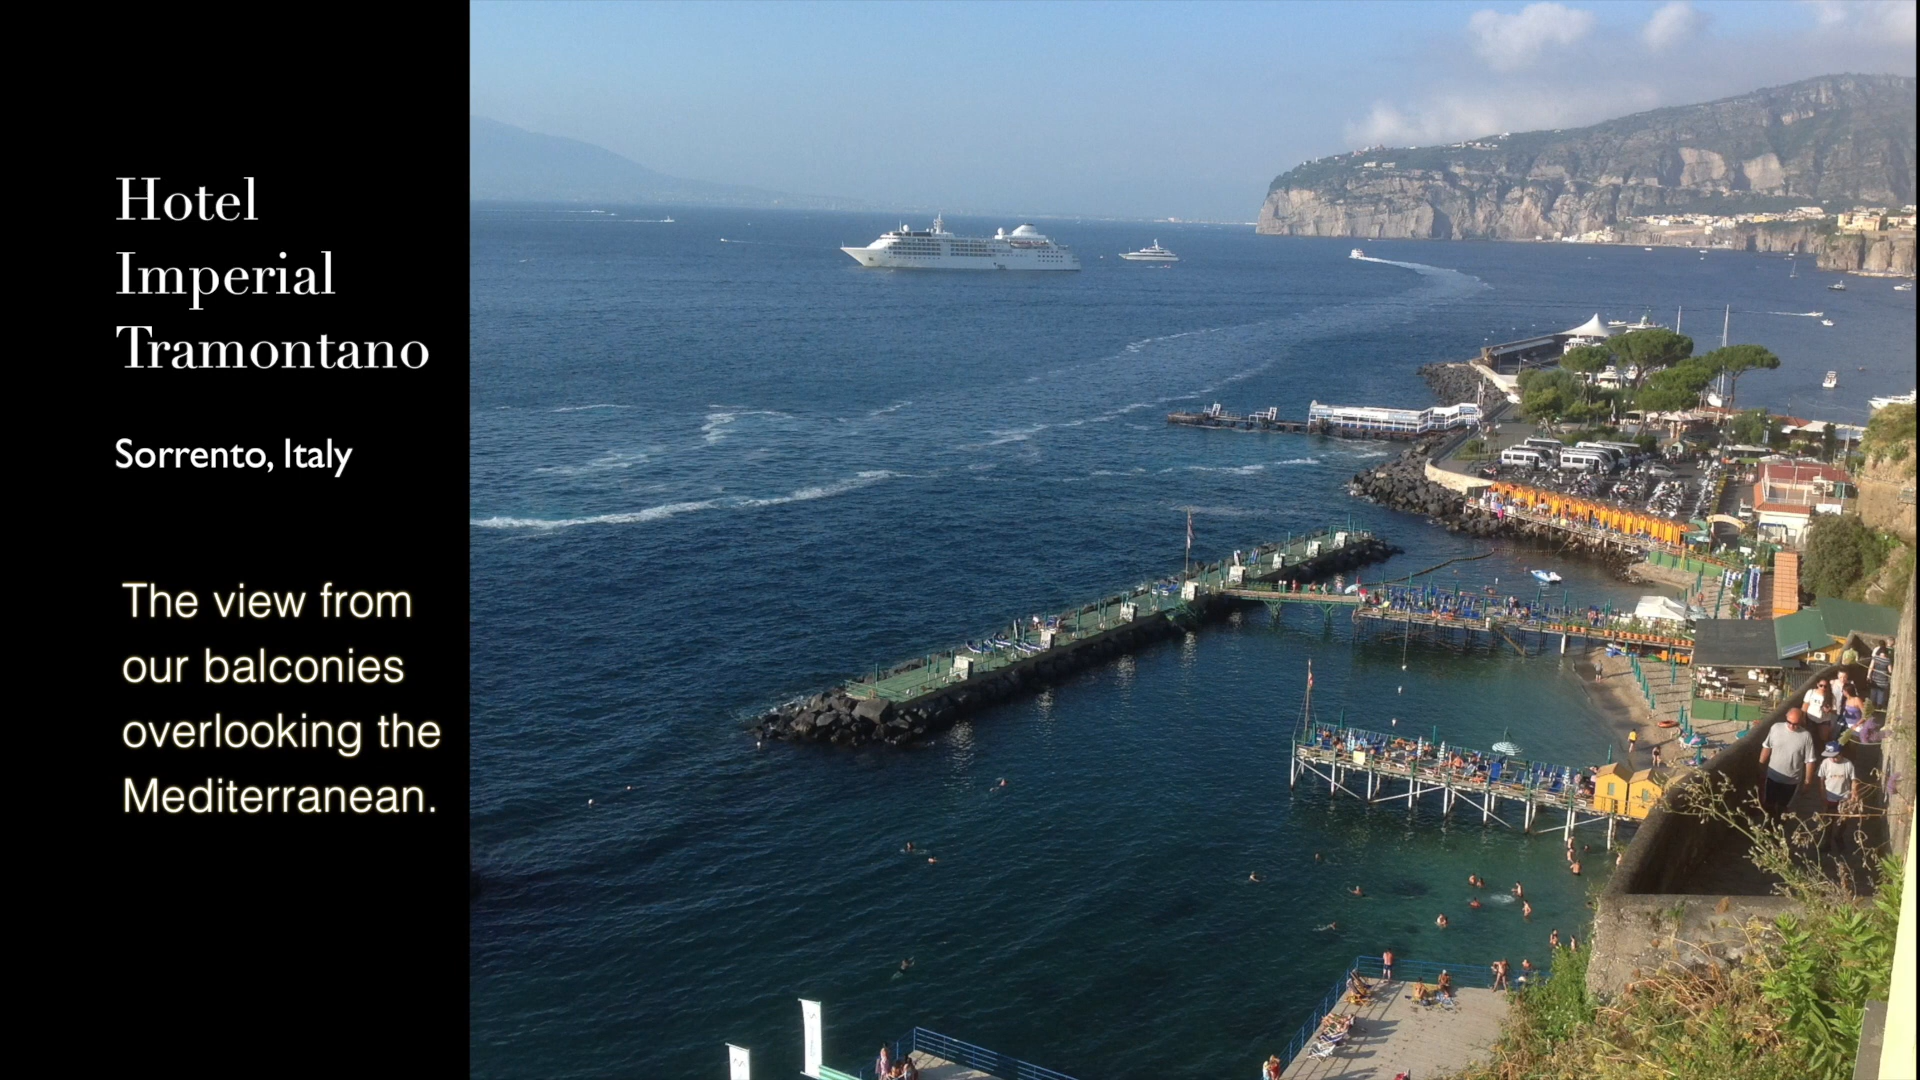 Hotel
Imperial
Tramontano
Sorrento, Italy
The view from
our balconies
overlooking the
Mediterranean.